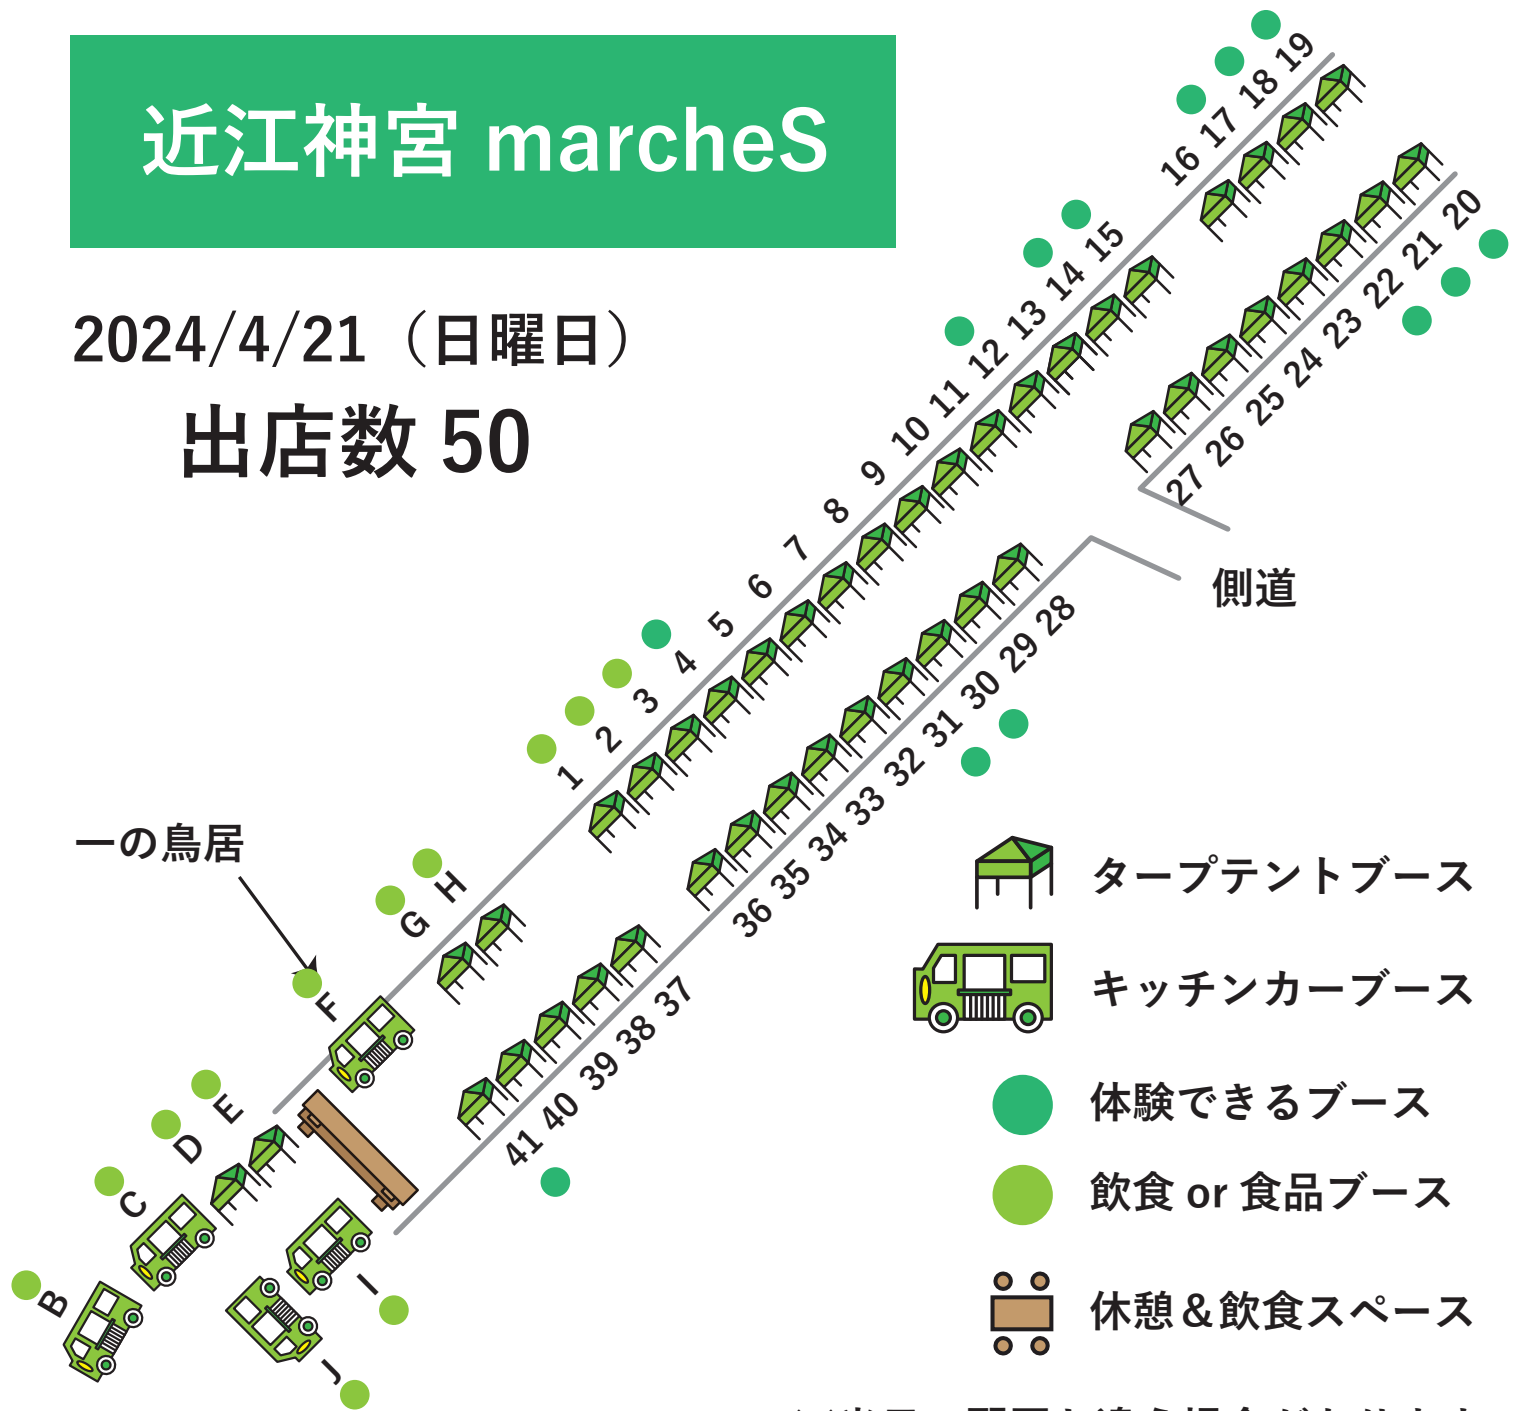 近江神宮 marcheS
2024/4/21（日曜日）
出店数 50
16 17 18 19
1 2 3 4 5 6 7 8 9 10 11 12 13 14 15
27 26 25 24 23 22 21 20
側道
36 35 34 33 32 31 30 29 28
一の鳥居
G H
F
41 40 39 38 37
B C D E
I
J
タープテントブース
キッチンカーブース
体験できるブース
飲食 or 食品ブース
休憩＆飲食スペース